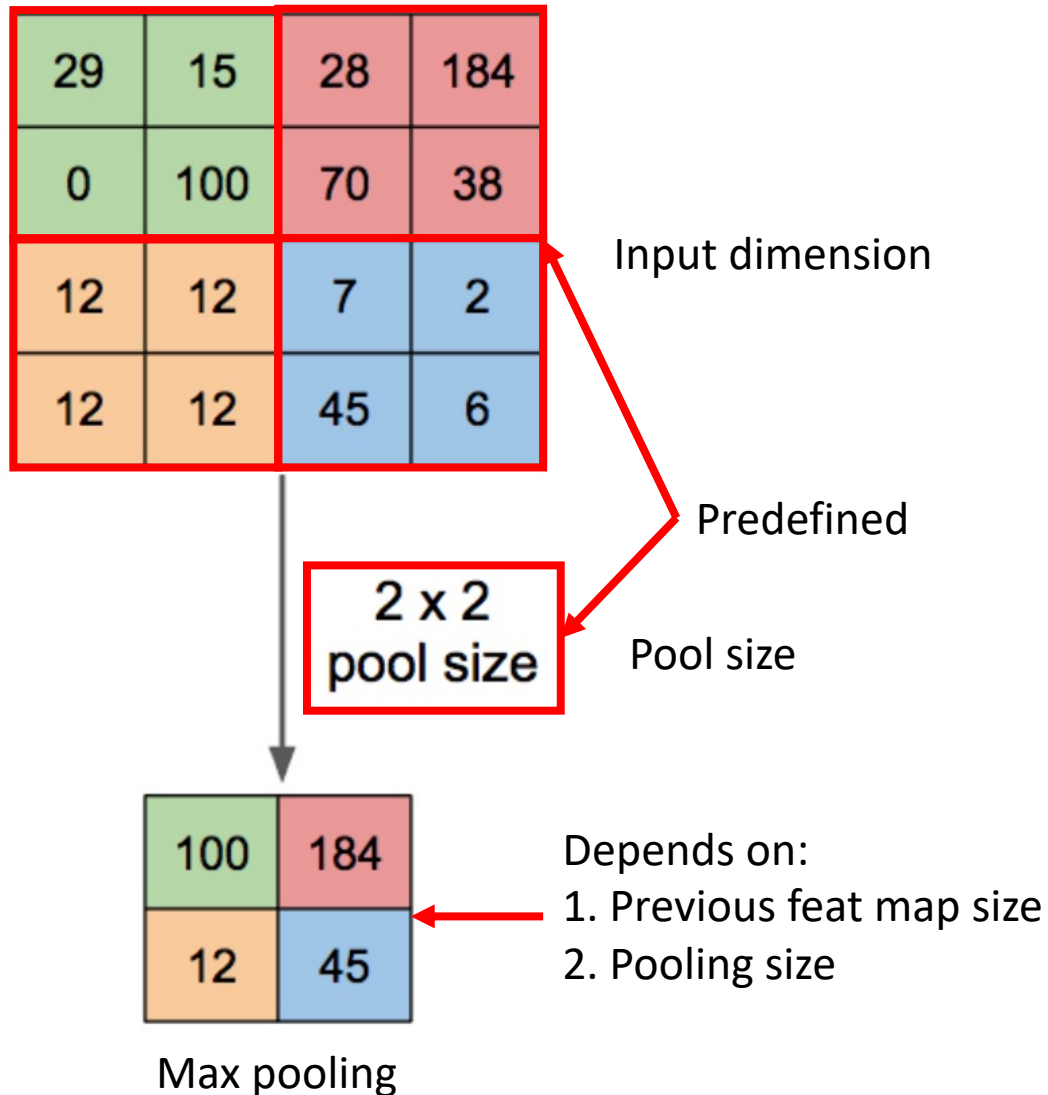 29 15 28 184
0 100 70 38
Input dimension
12 12 7 2
12 12 45 6
Predefined
2 x 2
pool size
Pool size
100 184
12 45
Depends on:
1. Previous feat map size
2. Pooling size
Max pooling